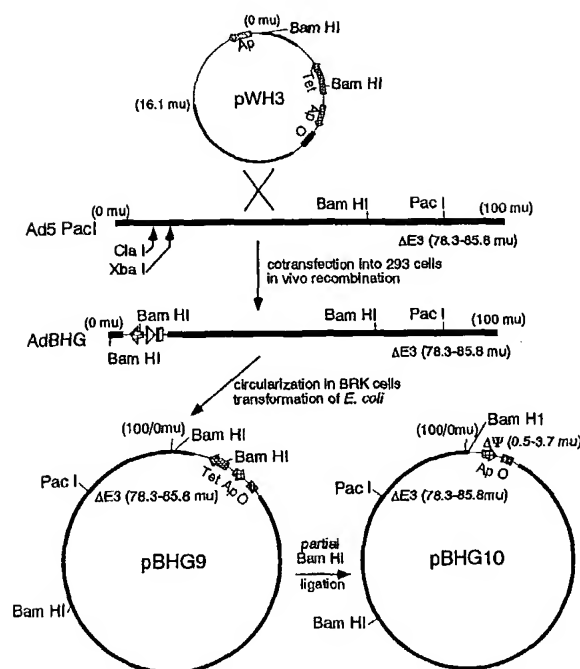 (0 mu)
Bam HI
Ap
Tet
Bam HI
(16.1 mu)
pWH3
Ap
O
(0 mu)
Bam HI
Pac I
(100 mu)
Ad5 PacI
Cla I
ΔE3 (78.3-85.8 mu)
Xba I
cotransfection into 293 cells
in vivo recombination
(0 mu)
Bam HI
Bam HI
Pac I
(100 mu)
AdBHG
Bam HI
ΔE3 (78.3-85.8 mu)
circularization in BRK cells
transformation of E. coli
(100/0mu)
Bam HI
Bam HI
Pac I
ΔE3 (78.3-85.8 mu)
Tet Ap O
pBHG9
Bam HI
partial
Bam HI
ligation
Bam H1
(100/0mu)
ΔΨ (0.5-3.7 mu)
Ap O
Pac I
ΔE3 (78.3-85.8mu)
pBHG10
Bam HI